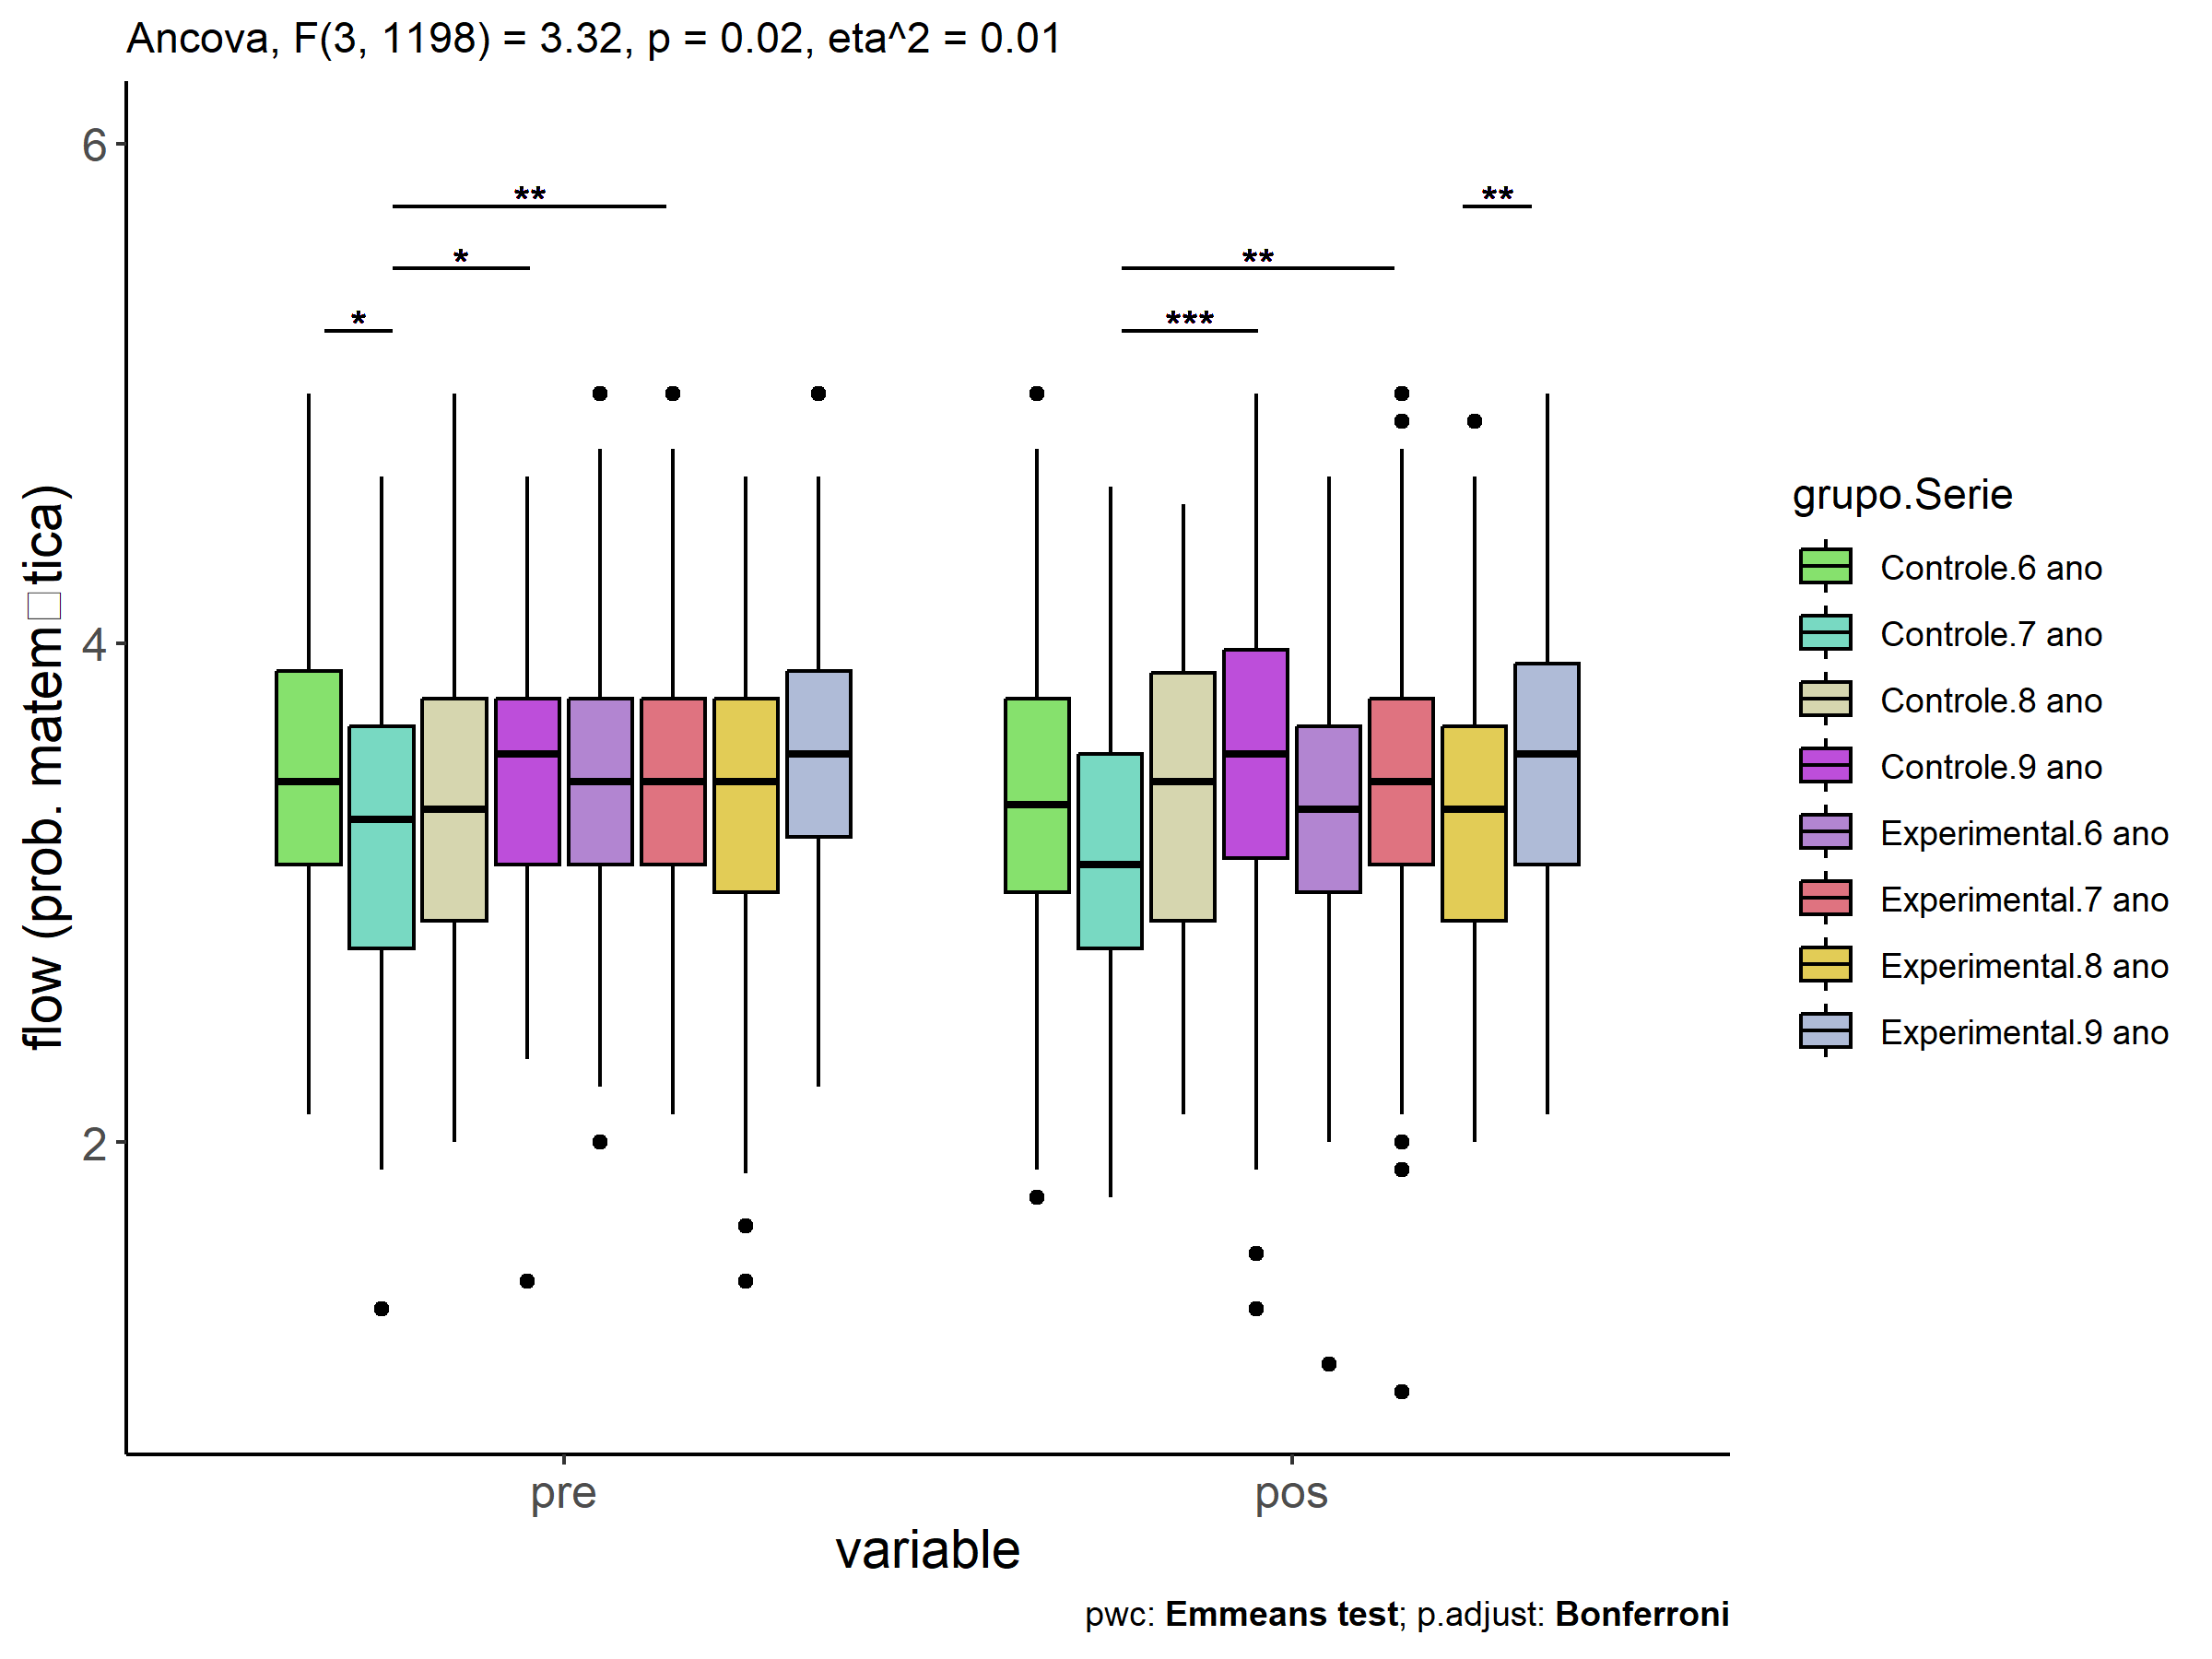 Ancova, F(3, 1198) = 3.32, p = 0.02, eta^2 = 0.01
flow (prob. matem□tica)
6
4
2
**
*
*
**
**
***
pre
pos
variable
grupo.Serie
Controle.6 ano
Controle.7 ano
Controle.8 ano
Controle.9 ano
Experimental.6 ano
Experimental.7 ano
Experimental.8 ano
Experimental.9 ano
pwc: Emmeans test; p.adjust: Bonferroni